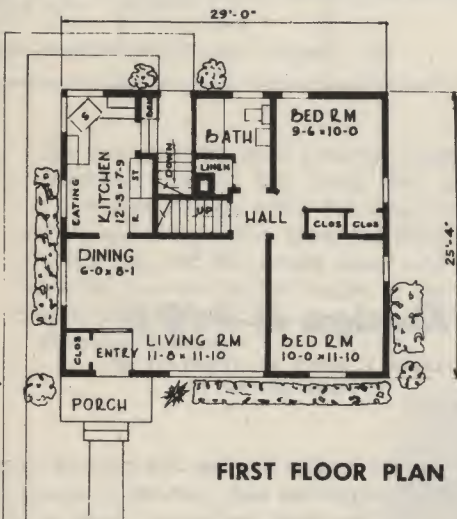 29'-0"
BATH
BED RM
9-6 x 10-0
EATING
KITCHEN
12-3 x 7-9
S
ST
R.
DOWN
LINEN
UP
HALL
CLOS
CLOS
25'-4"
DINING
6-0 x 8-1
CLOS
ENTRY
LIVING RM
11-8 x 11-10
BED RM
10-0 x 11-10
PORCH
FIRST FLOOR PLAN